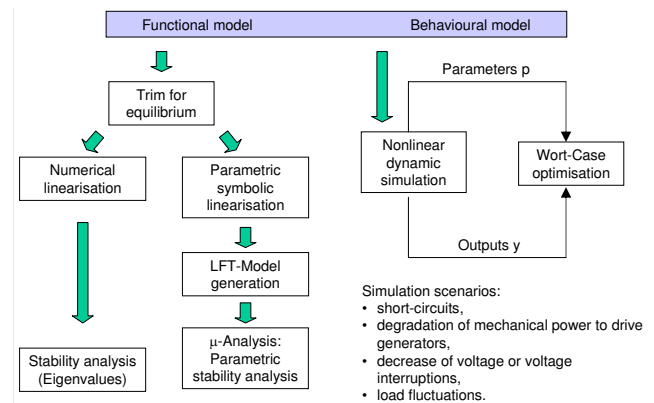 Functional model
Behavioural model
Trim for
equilibrium
Numerical
linearisation
Parametric
symbolic
linearisation
LFT-Model
generation
Stability analysis
(Eigenvalues)
μ-Analysis:
Parametric
stability analysis
Parameters p
Nonlinear
dynamic
simulation
Wort-Case
optimisation
Outputs y
Simulation scenarios:
• short-circuits,
• degradation of mechanical power to drive
generators,
• decrease of voltage or voltage
interruptions,
• load fluctuations.